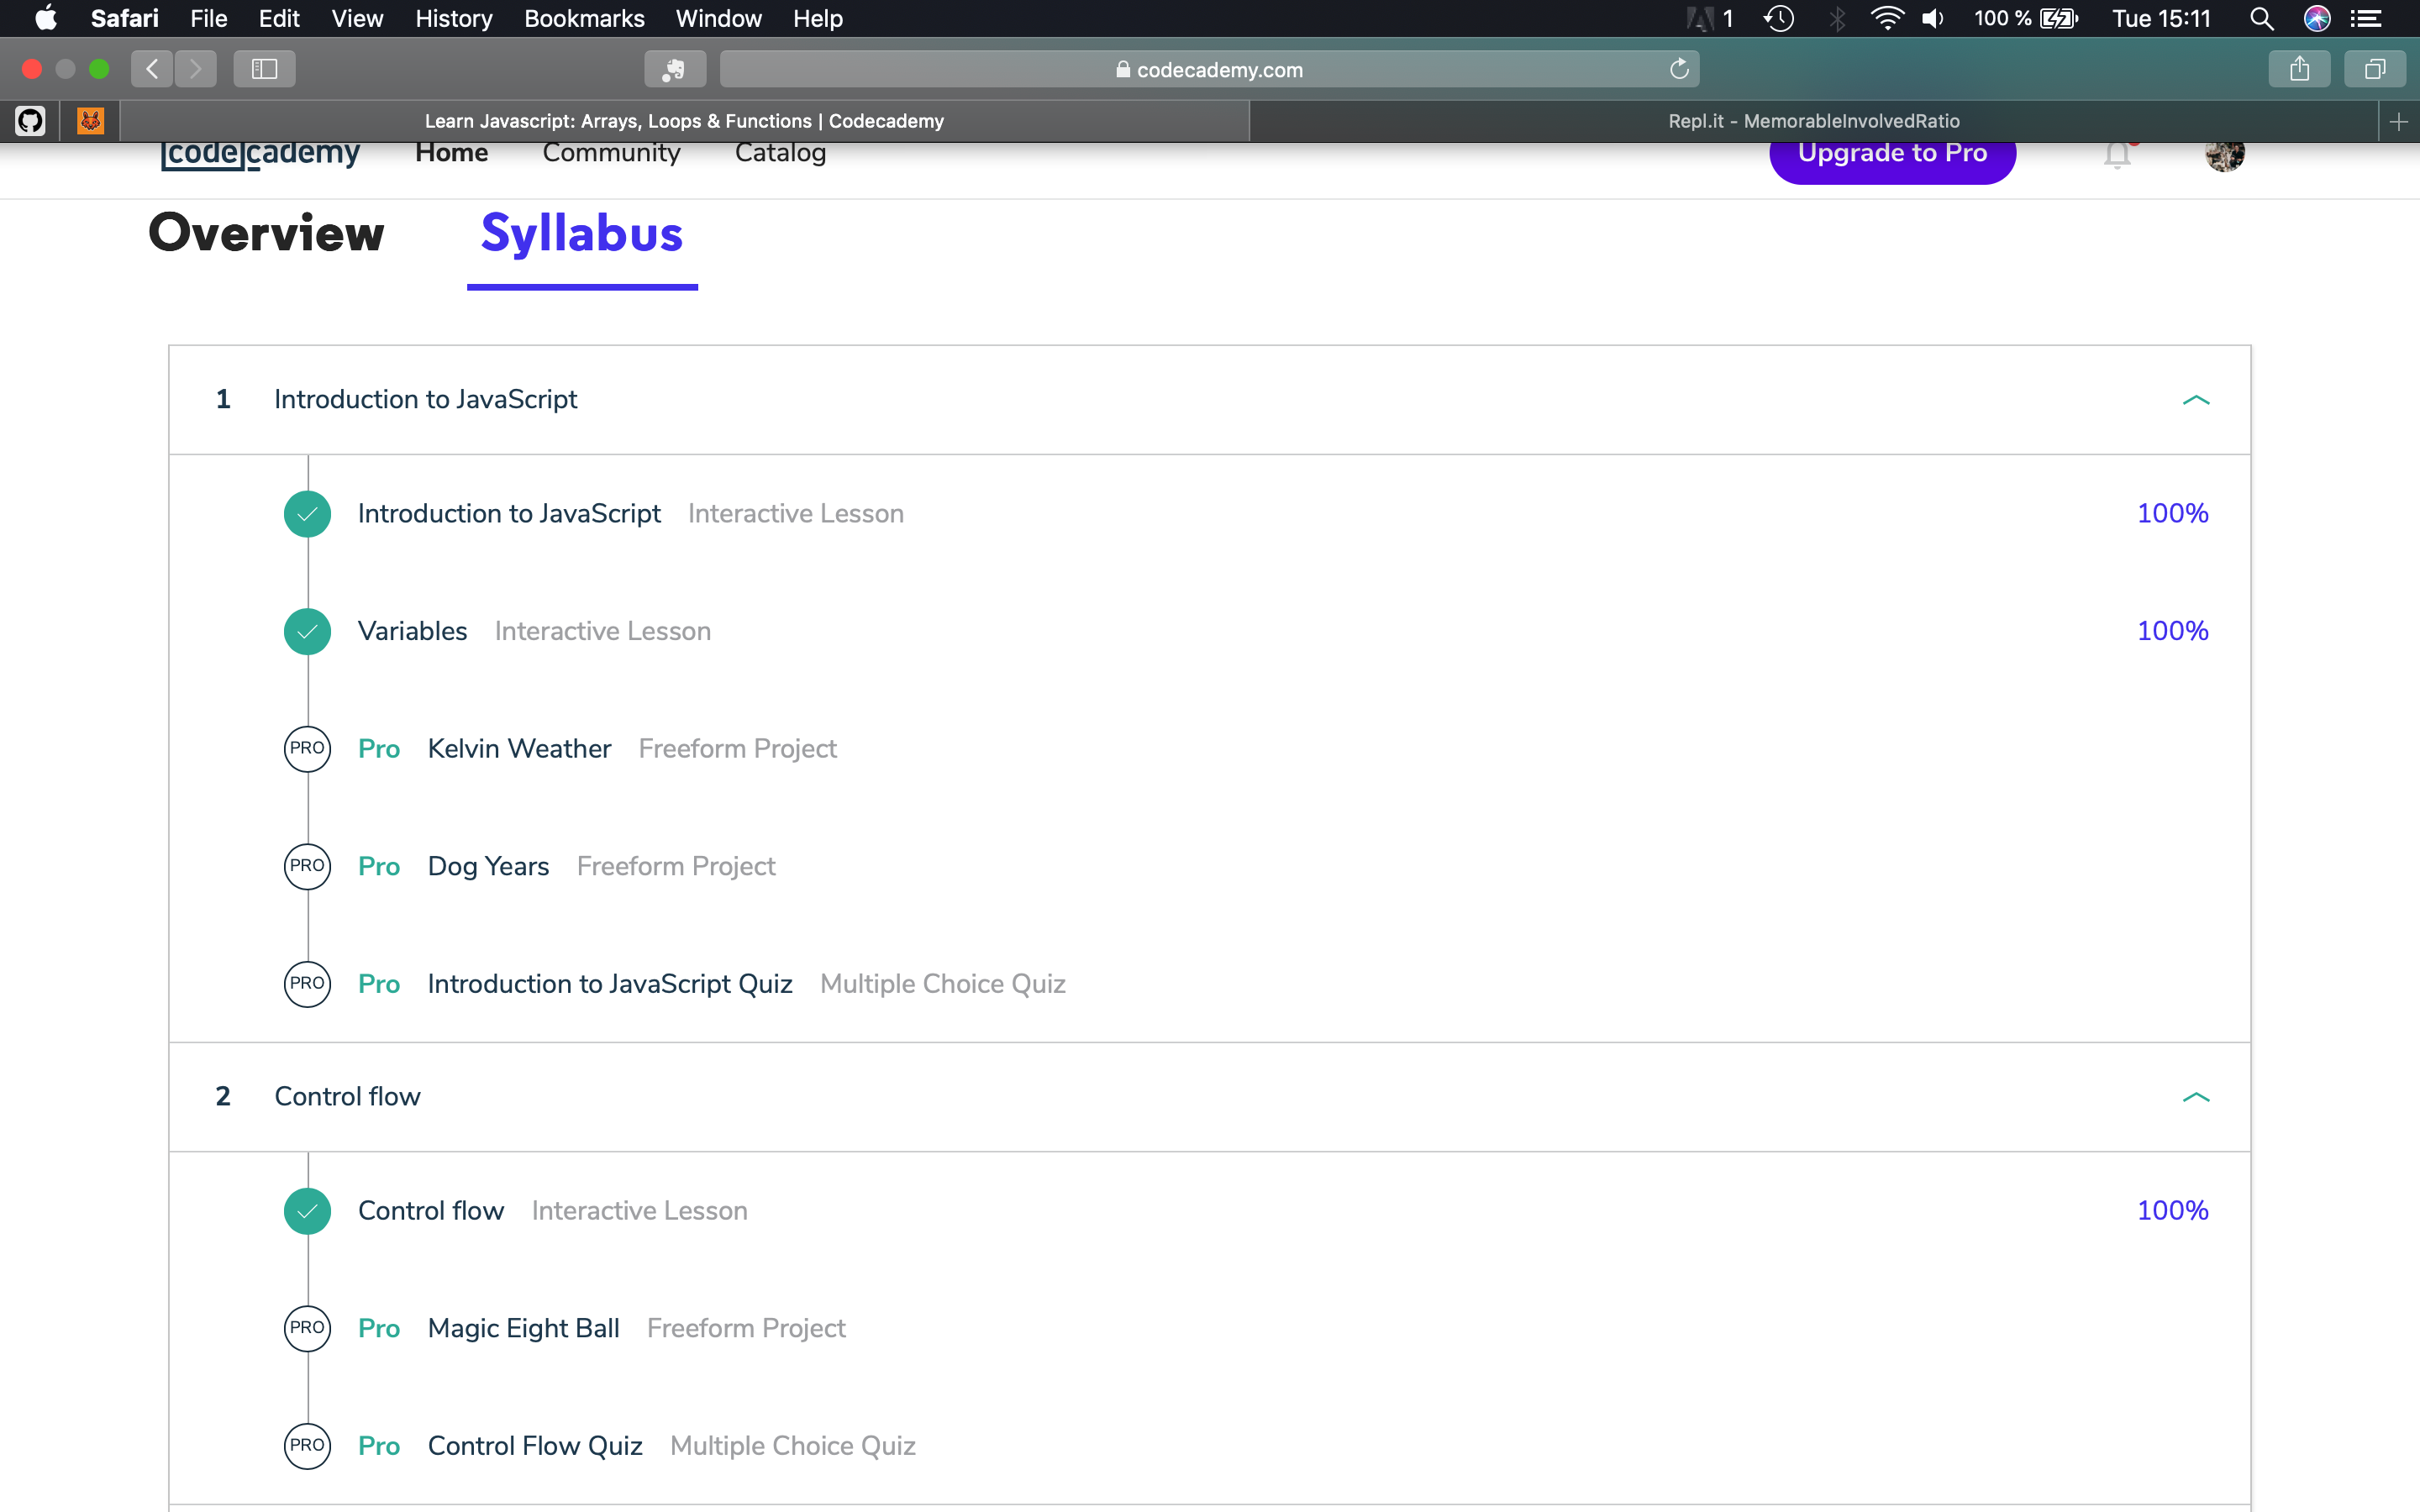 Safari File Edit View History Bookmarks Window Help 1 100 % Tue 15:11
codecademy.com
Learn Javascript: Arrays, Loops & Functions | Codecademy Repl.it - MemorableInvolvedRatio
codecademy Home Community Catalog Upgrade to Pro
Overview Syllabus
1 Introduction to JavaScript
Introduction to JavaScript Interactive Lesson 100%
Variables Interactive Lesson 100%
PRO Pro Kelvin Weather Freeform Project
PRO Pro Dog Years Freeform Project
PRO Pro Introduction to JavaScript Quiz Multiple Choice Quiz
2 Control flow
Control flow Interactive Lesson 100%
PRO Pro Magic Eight Ball Freeform Project
PRO Pro Control Flow Quiz Multiple Choice Quiz